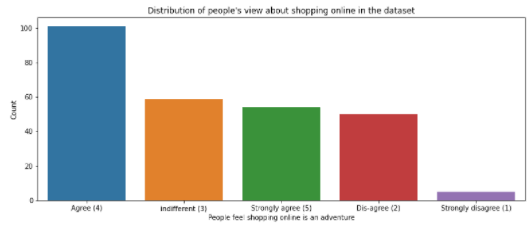 Distribution of people's view about shopping online in the dataset
Count
100
80
60
40
20
0
Agree (4) indifferent (3) Strongly agree (5) Dis-agree (2) Strongly disagree (1)
People feel shopping online is an adventure